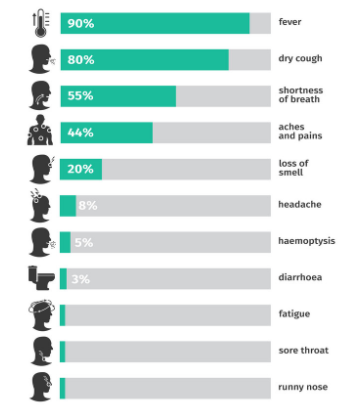 90%
fever
80%
dry cough
55%
shortness
of breath
44%
aches
and pains
20%
loss of
smell
8%
headache
5%
haemoptysis
3%
diarrhoea
fatigue
sore throat
runny nose